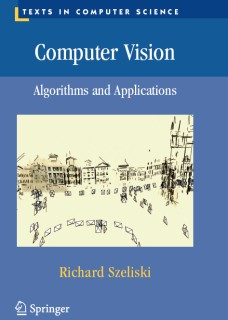 TEXTS IN COMPUTER SCIENCE
Computer Vision
Algorithms and Applications
Richard Szeliski
Springer